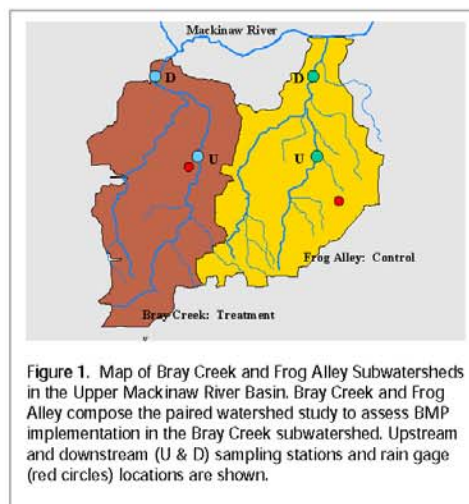 Mackinaw River
D
D
U
U
Frog Alley: Control
Bray Creek: Treatment
Figure 1. Map of Bray Creek and Frog Alley Subwatersheds
in the Upper Mackinaw River Basin. Bray Creek and Frog
Alley compose the paired watershed study to assess BMP
implementation in the Bray Creek subwatershed. Upstream
and downstream (U & D) sampling stations and rain gage
(red circles) locations are shown.